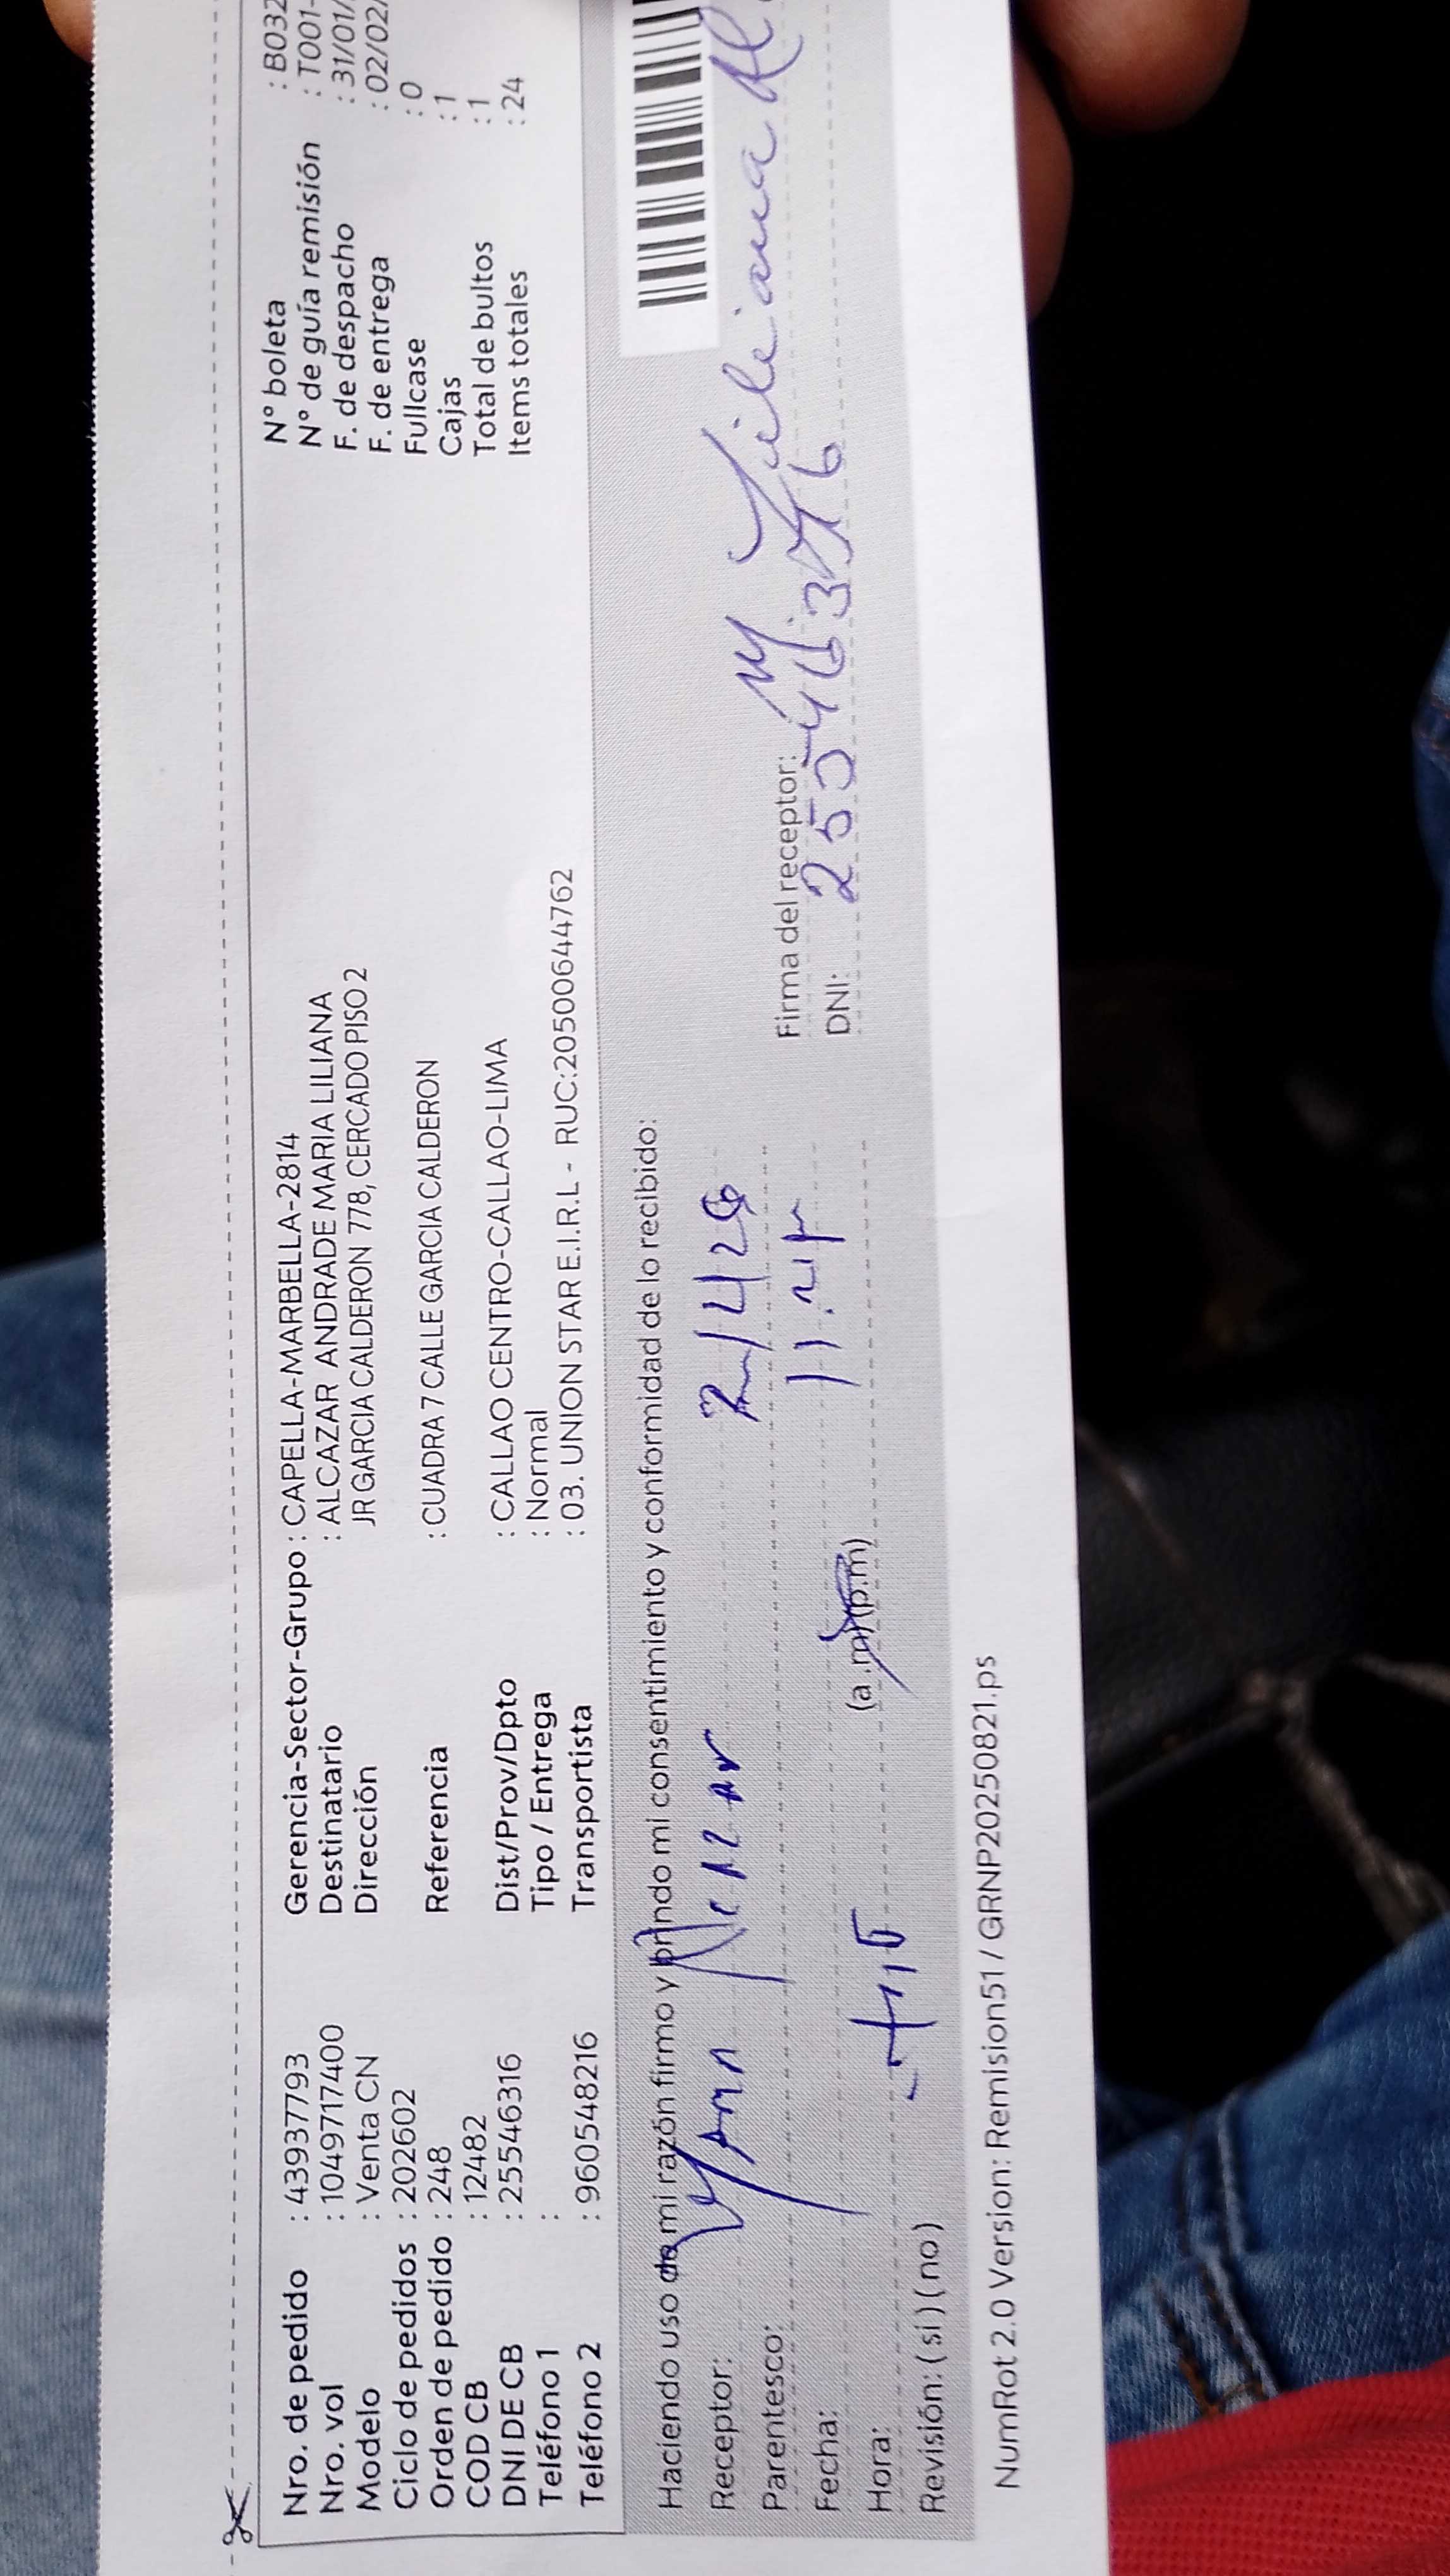 Nro. de pedido : 43937793
Nro. vol : 1049717400
Modelo : Venta CN
Ciclo de pedidos : 202602
Orden de pedido : 248
COD CB : 12482
DNI DE CB : 25546316
Teléfono 1 :
Teléfono 2 : 960548216
Gerencia-Sector-Grupo : CAPELLA-MARBELLA-2814
Destinatario : ALCAZAR ANDRADE MARIA LILIANA
Dirección JR GARCIA CALDERON 778, CERCADO PISO 2
Referencia : CUADRA 7 CALLE GARCIA CALDERON
Dist/Prov/Dpto : CALLAO CENTRO-CALLAO-LIMA
Tipo / Entrega : Normal
Transportista : 03. UNION STAR E.I.R.L - RUC:20500644762
N° boleta : B032
N° de guía remisión : T001-
F. de despacho : 31/01/
F. de entrega : 02/02/
Fullcase : 0
Cajas : 1
Total de bultos : 1
Items totales : 24
Haciendo uso de mi razón firmo y brindo mi consentimiento y conformidad de lo recibido:
Receptor:
Parentesco:
Fecha:
Hora: (a.m)(p.m)
Revisión: ( si ) ( no )
Firma del receptor: M Liliana Al
DNI: 25546316
NumRot 2.0 Version: Remision51 / GRNP20250821.ps